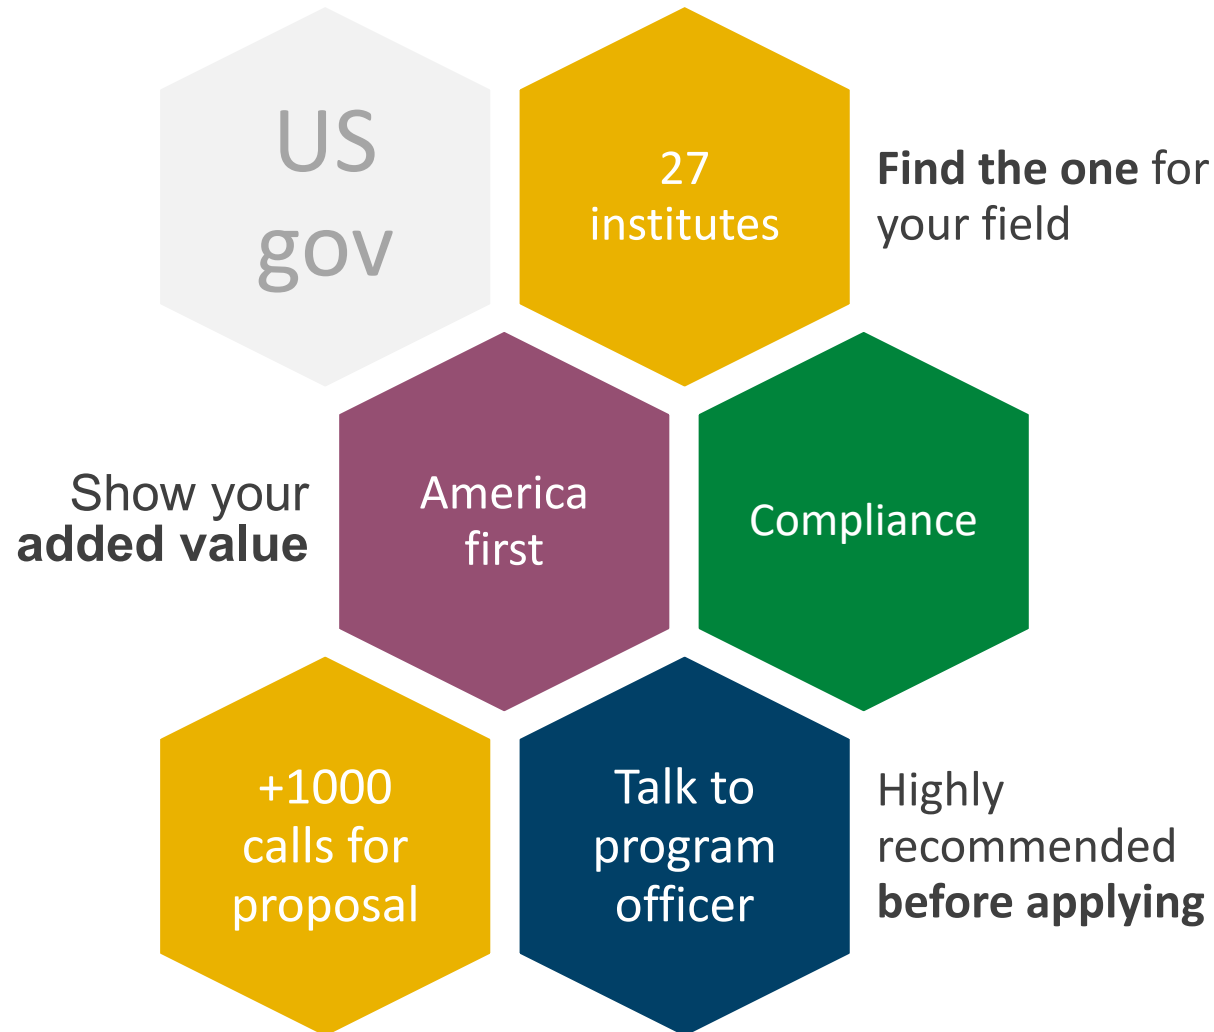 US
gov
27
institutes
Find the one for
your field
Show your
added value
America
first
Compliance
+1000
calls for
proposal
Talk to
program
officer
Highly
recommended
before applying